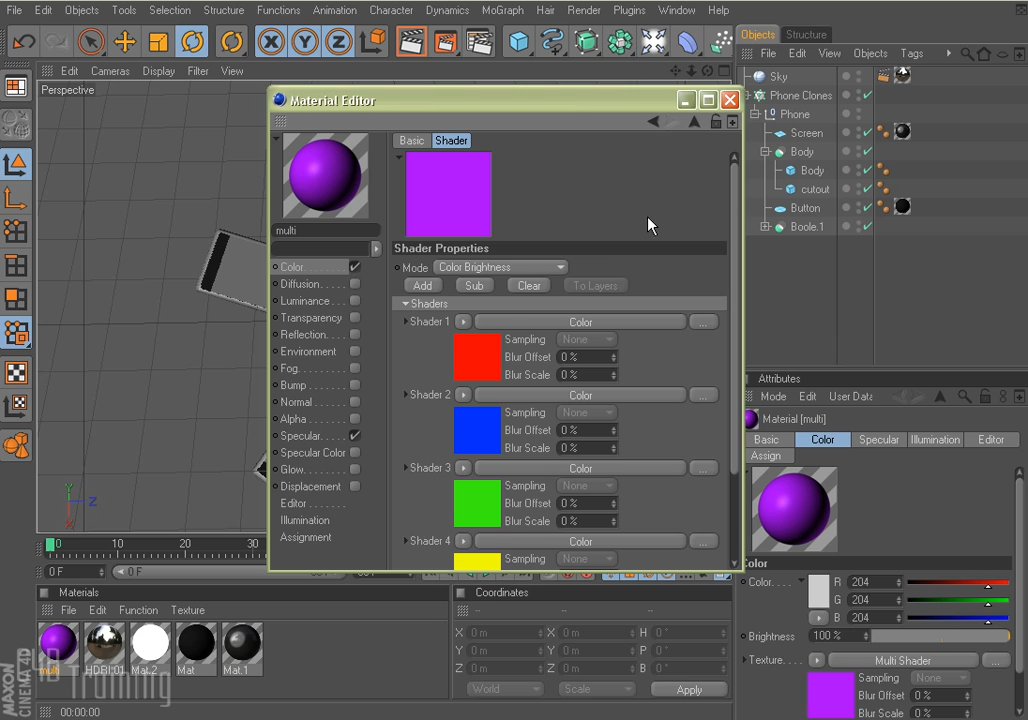 File Edit Objects Tools Selection Structure Functions Animation Character Dynamics MoGraph Hair Render Plugins Window Help
Edit Cameras Display Filter View
Perspective
Objects Structure
File Edit View Objects Tags
Sky
Phone Clones
Phone
Screen
Body
Body
cutout
Button
Boole.1
Material Editor
multi
Color
Diffusion
Luminance
Transparency
Reflection
Environment
Fog
Bump
Normal
Alpha
Specular
Specular Color
Glow
Displacement
Editor
Illumination
Assignment
Basic Shader
Shader Properties
Mode Color Brightness
Add Sub Clear To Layers
Shaders
Shader 1 Color ...
Sampling None
Blur Offset 0 %
Blur Scale 0 %
Shader 2 Color ...
Sampling None
Blur Offset 0 %
Blur Scale 0 %
Shader 3 Color ...
Sampling None
Blur Offset 0 %
Blur Scale 0 %
Shader 4 Color ...
Sampling None
Attributes
Mode Edit User Data
Material [multi]
Basic Color Specular Illumination Editor
Assign
Color
Color R 204
G 204
B 204
Brightness 100 %
Texture Multi Shader ...
Sampling None
Blur Offset 0 %
Blur Scale 0 %
Y
Z
X
0 10 20 30
0 F 0 F
Materials
File Edit Function Texture
multi HDRI.01 Mat.2 Mat Mat.1
Coordinates
-- -- --
X 0 m X 0 m H 0 °
Y 0 m Y 0 m P 0 °
Z 0 m Z 0 m B 0 °
World Scale Apply
MAXON
CINEMA 4D
Training
00:00:00